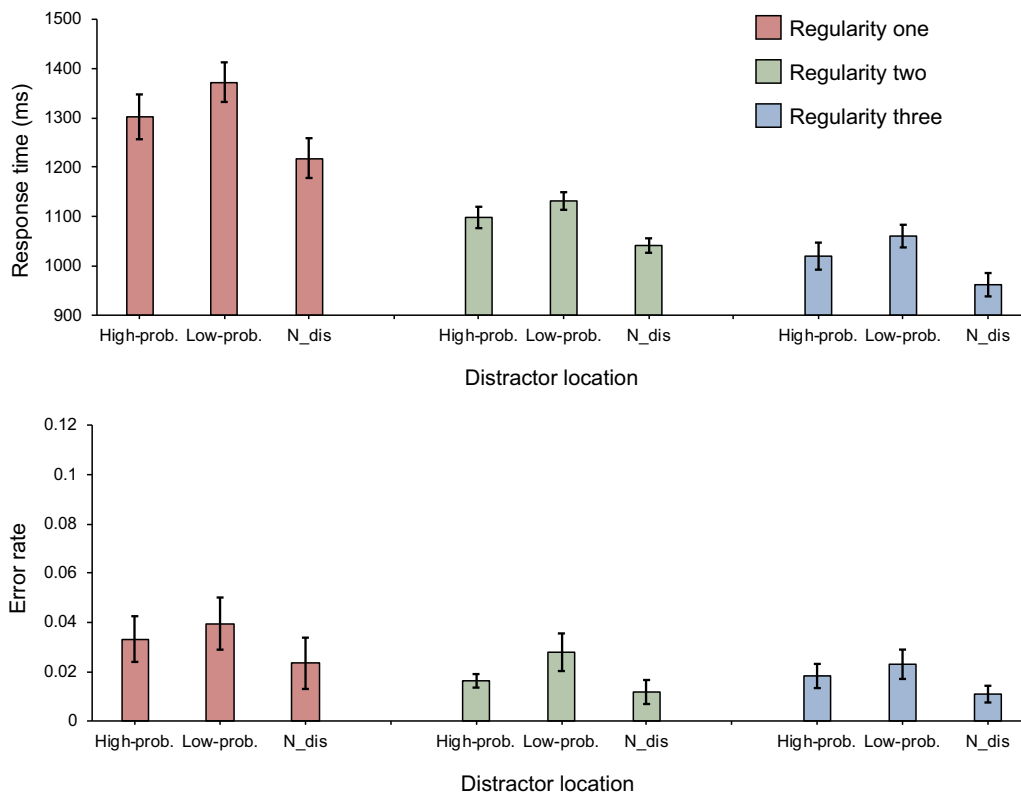 1500
1400
1300
1200
1100
1000
900
Response time (ms)
Regularity one
Regularity two
Regularity three
High-prob. Low-prob. N_dis High-prob. Low-prob. N_dis High-prob. Low-prob. N_dis
Distractor location
0.12
0.1
0.08
0.06
0.04
0.02
0
Error rate
High-prob. Low-prob. N_dis High-prob. Low-prob. N_dis High-prob. Low-prob. N_dis
Distractor location